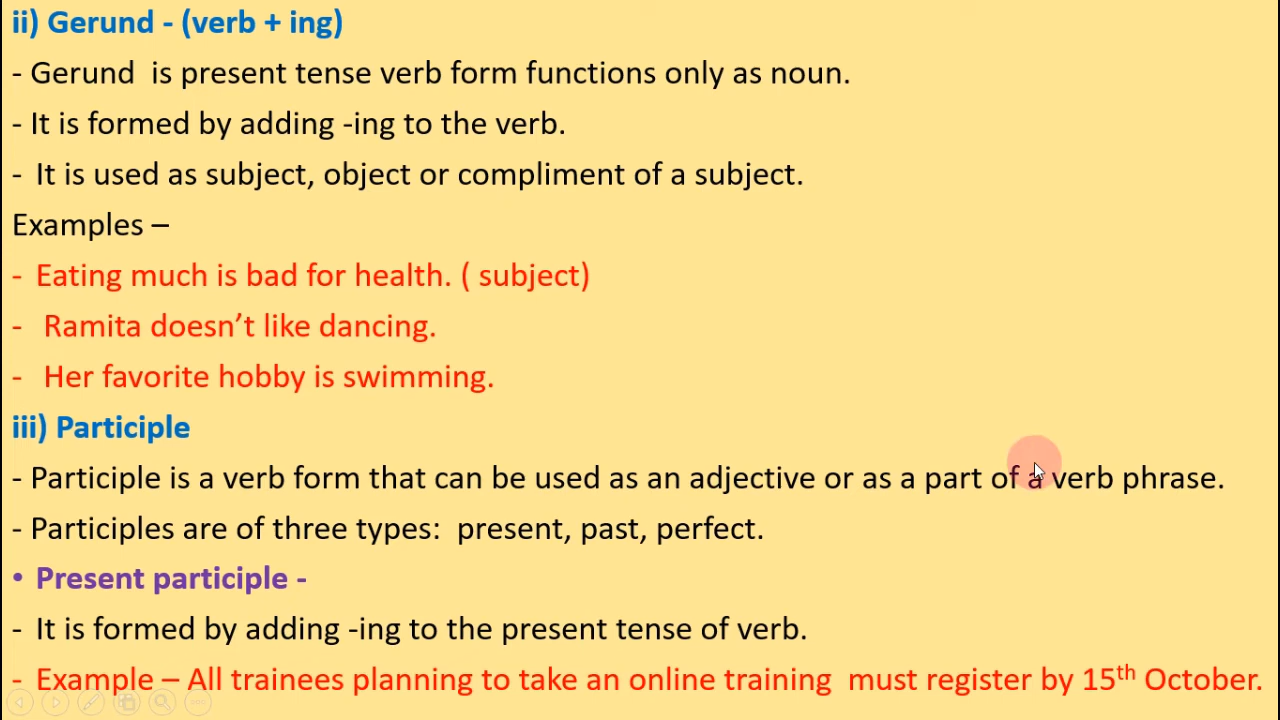 ii) Gerund - (verb + ing)
- Gerund  is present tense verb form functions only as noun.
- It is formed by adding -ing to the verb.
- It is used as subject, object or compliment of a subject.
Examples –
- Eating much is bad for health. ( subject)
- Ramita doesn’t like dancing.
- Her favorite hobby is swimming.
iii) Participle
- Participle is a verb form that can be used as an adjective or as a part of a verb phrase.
- Participles are of three types:  present, past, perfect.
• Present participle -
- It is formed by adding -ing to the present tense of verb.
- Example – All trainees planning to take an online training  must register by 15th October.